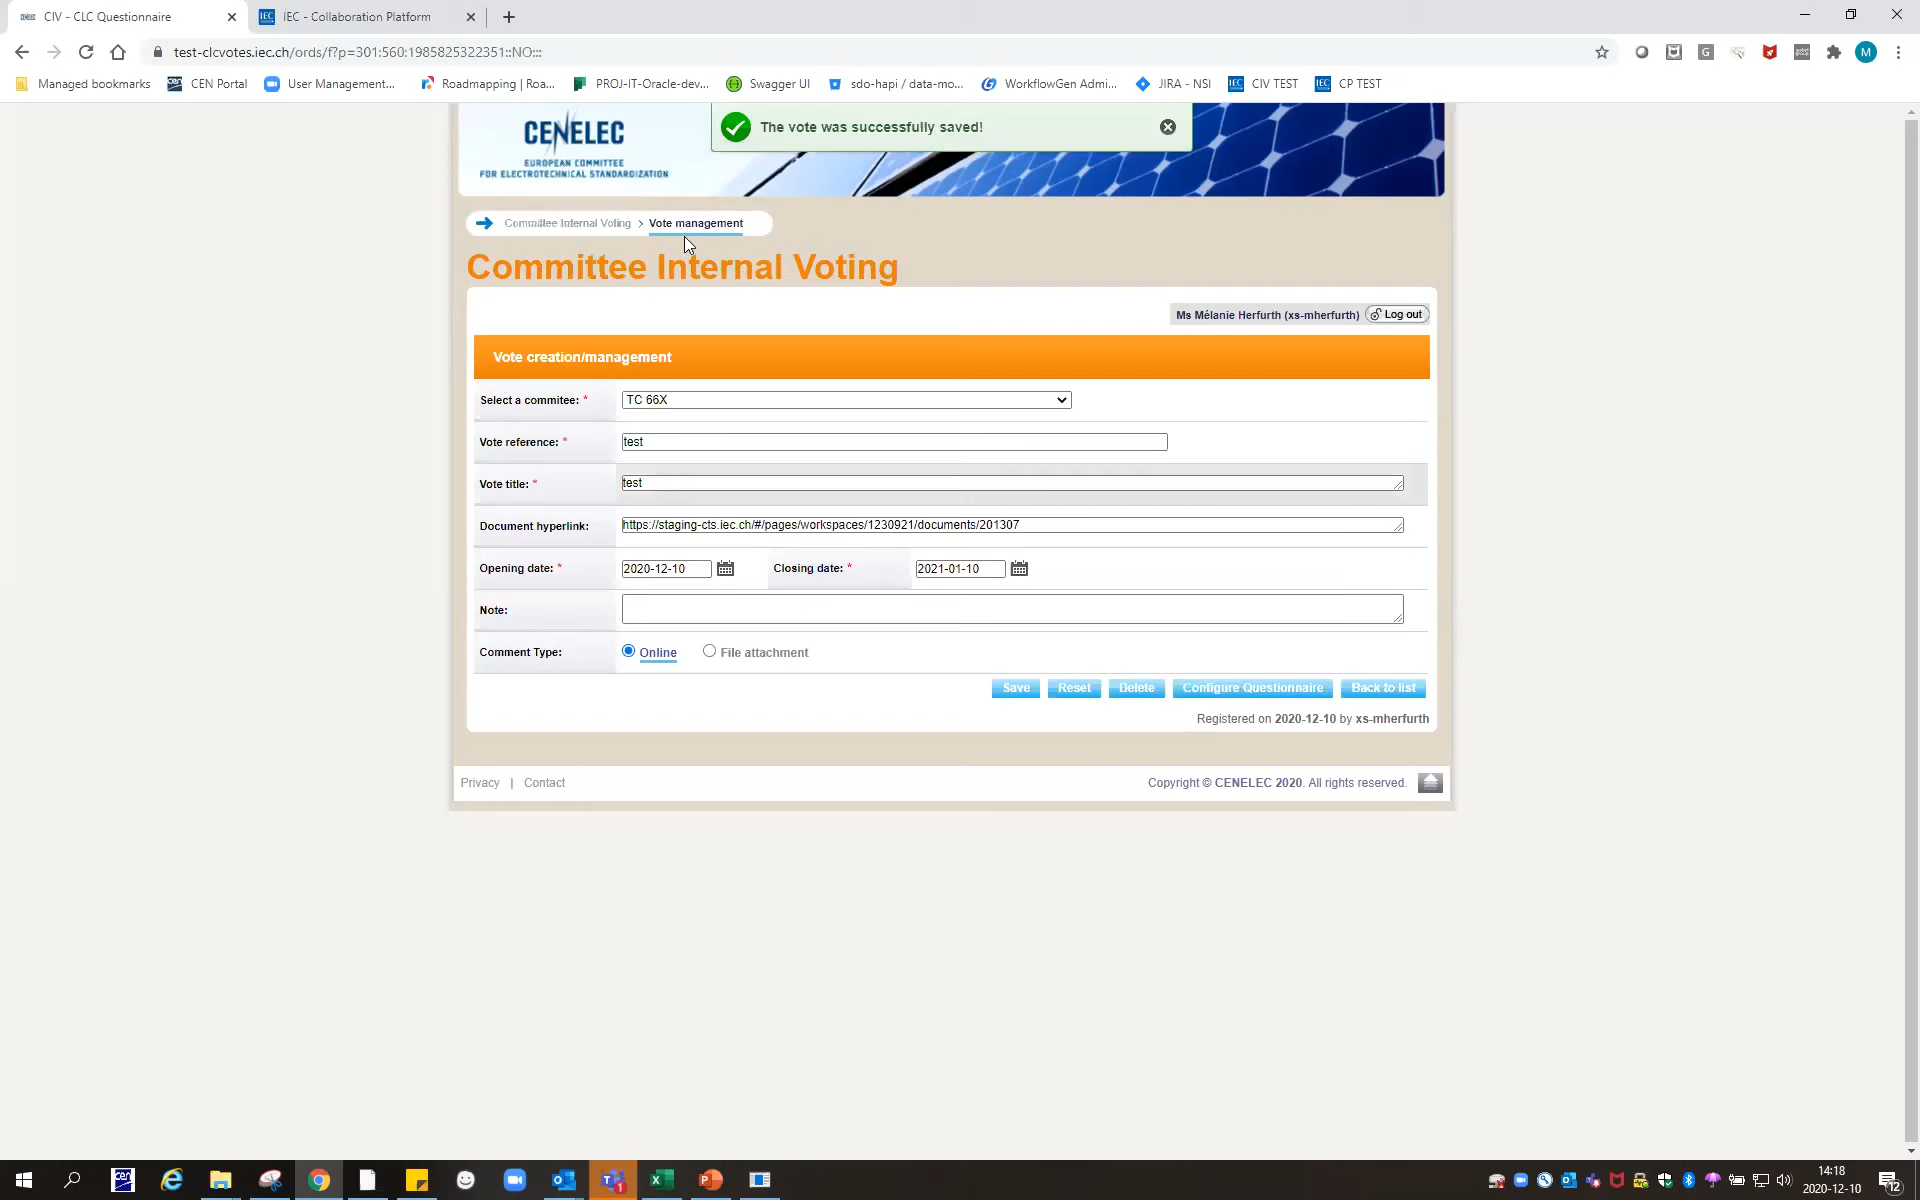 CIV - CLC Questionnaire
IEC - Collaboration Platform
test-clcvotes.iec.ch/ords/f?p=301:560:1985825322351::NO:::
M
Managed bookmarks
CEN Portal
User Management...
Roadmapping | Roa...
PROJ-IT-Oracle-dev...
Swagger UI
sdo-hapi / data-mo...
WorkflowGen Admi...
JIRA - NSI
CIV TEST
CP TEST
CENELEC
EUROPEAN COMMITTEE
FOR ELECTROTECHNICAL STANDARDIZATION
The vote was successfully saved!
Committee Internal Voting > Vote management
Committee Internal Voting
Ms Mélanie Herfurth (xs-mherfurth) Log out
Vote creation/management
Select a commitee: * TC 66X
Vote reference: * test
Vote title: * test
Document hyperlink: https://staging-cts.iec.ch/#/pages/workspaces/1230921/documents/201307
Opening date: * 2020-12-10 Closing date: * 2021-01-10
Note:
Comment Type: Online File attachment
Save Reset Delete Configure Questionnaire Back to list
Registered on 2020-12-10 by xs-mherfurth
Privacy | Contact
Copyright © CENELEC 2020. All rights reserved.
14:18
2020-12-10
12